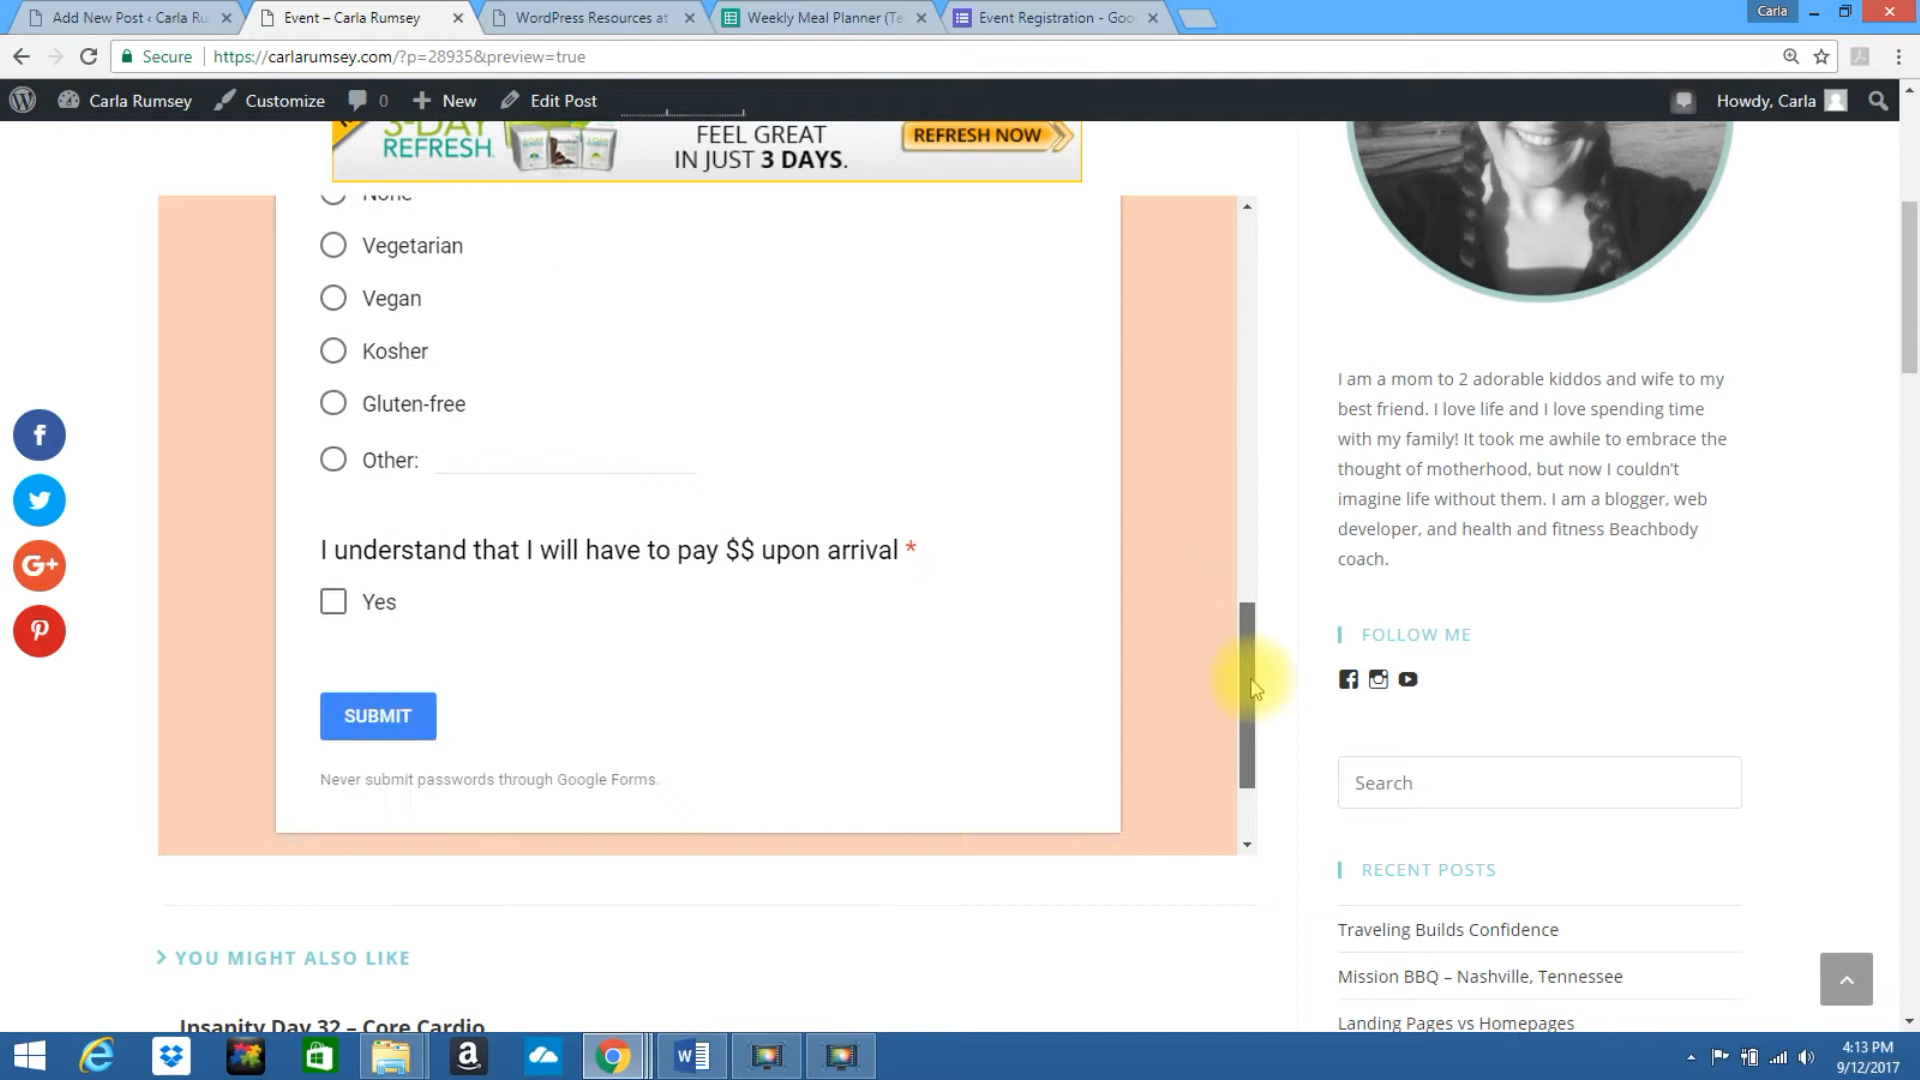 Add New Post ‹ Carla Ru
Event – Carla Rumsey
WordPress Resources at
Weekly Meal Planner (Te
Event Registration - Goo
Carla
Secure
https://carlarumsey.com/?p=28935&preview=true
Carla Rumsey
Customize
0
New
Edit Post
Howdy, Carla
3-DAY
REFRESH.
FEEL GREAT
IN JUST 3 DAYS.
REFRESH NOW
None
Vegetarian
Vegan
Kosher
Gluten-free
Other:
I understand that I will have to pay $$ upon arrival *
Yes
SUBMIT
Never submit passwords through Google Forms.
YOU MIGHT ALSO LIKE
Insanity Day 32 – Core Cardio
I am a mom to 2 adorable kiddos and wife to my
best friend. I love life and I love spending time
with my family! It took me awhile to embrace the
thought of motherhood, but now I couldn't
imagine life without them. I am a blogger, web
developer, and health and fitness Beachbody
coach.
FOLLOW ME
Search
RECENT POSTS
Traveling Builds Confidence
Mission BBQ – Nashville, Tennessee
Landing Pages vs Homepages
4:13 PM
9/12/2017